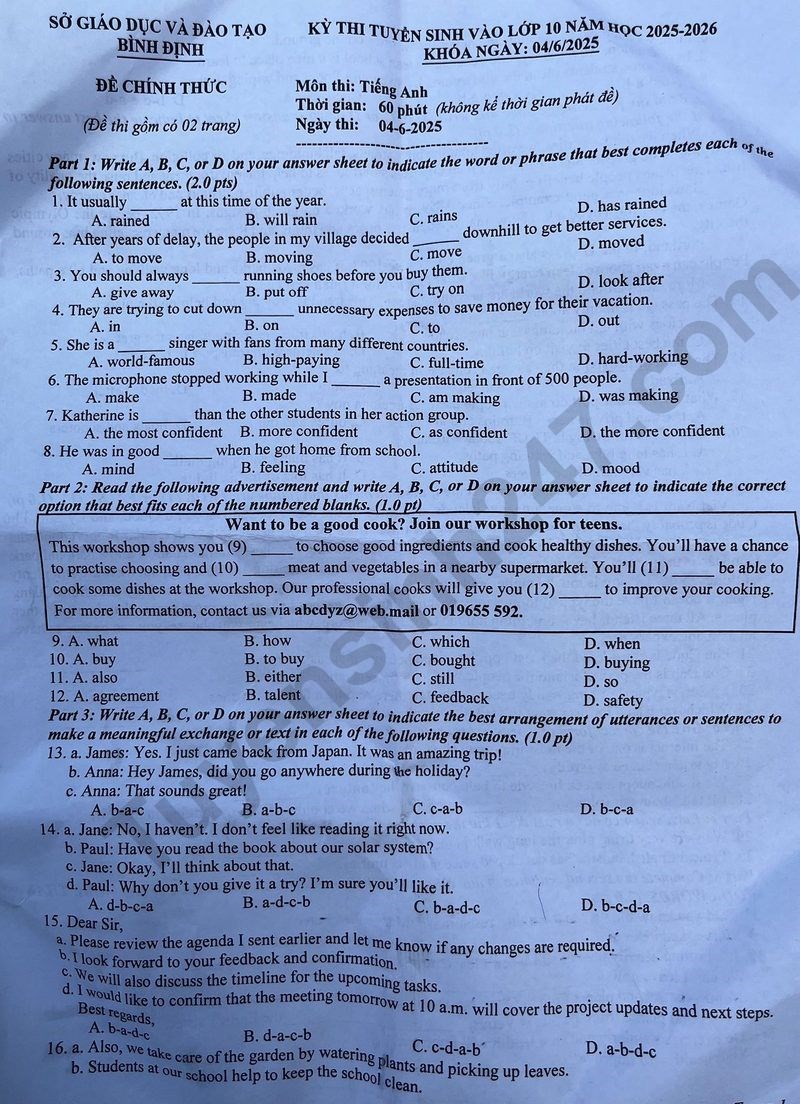 SỞ GIÁO DỤC VÀ ĐÀO TẠO
BÌNH ĐỊNH
KỲ THI TUYỂN SINH VÀO LỚP 10 NĂM HỌC 2025-2026
KHÓA NGÀY: 04/6/2025
ĐỀ CHÍNH THỨC
(Đề thi gồm có 02 trang)
Môn thi: Tiếng Anh
Thời gian: 60 phút (không kể thời gian phát đề)
Ngày thi: 04-6-2025
Part 1: Write A, B, C, or D on your answer sheet to indicate the word or phrase that best completes each of the
following sentences. (2.0 pts)
1. It usually ______ at this time of the year.
A. rained B. will rain C. rains D. has rained
2. After years of delay, the people in my village decided ______ downhill to get better services.
A. to move B. moving C. move D. moved
3. You should always ______ running shoes before you buy them.
A. give away B. put off C. try on D. look after
4. They are trying to cut down ______ unnecessary expenses to save money for their vacation.
A. in B. on C. to D. out
5. She is a ______ singer with fans from many different countries.
A. world-famous B. high-paying C. full-time D. hard-working
6. The microphone stopped working while I ______ a presentation in front of 500 people.
A. make B. made C. am making D. was making
7. Katherine is ______ than the other students in her action group.
A. the most confident B. more confident C. as confident D. the more confident
8. He was in good ______ when he got home from school.
A. mind B. feeling C. attitude D. mood
Part 2: Read the following advertisement and write A, B, C, or D on your answer sheet to indicate the correct
option that best fits each of the numbered blanks. (1.0 pt)
Want to be a good cook? Join our workshop for teens.
This workshop shows you (9) ______ to choose good ingredients and cook healthy dishes. You'll have a chance
to practise choosing and (10) ______ meat and vegetables in a nearby supermarket. You'll (11) ______ be able to
cook some dishes at the workshop. Our professional cooks will give you (12) ______ to improve your cooking.
For more information, contact us via abcdyz@web.mail or 019655 592.
9. A. what B. how C. which D. when
10. A. buy B. to buy C. bought D. buying
11. A. also B. either C. still D. so
12. A. agreement B. talent C. feedback D. safety
Part 3: Write A, B, C, or D on your answer sheet to indicate the best arrangement of utterances or sentences to
make a meaningful exchange or text in each of the following questions. (1.0 pt)
13. a. James: Yes. I just came back from Japan. It was an amazing trip!
b. Anna: Hey James, did you go anywhere during the holiday?
c. Anna: That sounds great!
A. b-a-c B. a-b-c C. c-a-b D. b-c-a
14. a. Jane: No, I haven't. I don't feel like reading it right now.
b. Paul: Have you read the book about our solar system?
c. Jane: Okay, I'll think about that.
d. Paul: Why don't you give it a try? I'm sure you'll like it.
A. d-b-c-a B. a-d-c-b C. b-a-d-c D. b-c-d-a
15. Dear Sir,
a. Please review the agenda I sent earlier and let me know if any changes are required.
b. I look forward to your feedback and confirmation.
c. We will also discuss the timeline for the upcoming tasks.
d. I would like to confirm that the meeting tomorrow at 10 a.m. will cover the project updates and next steps.
Best regards,
A. b-a-d-c B. d-a-c-b C. c-d-a-b D. a-b-d-c
16. a. Also, we take care of the garden by watering plants and picking up leaves.
b. Students at our school help to keep the school clean.
tuyensinh247.com